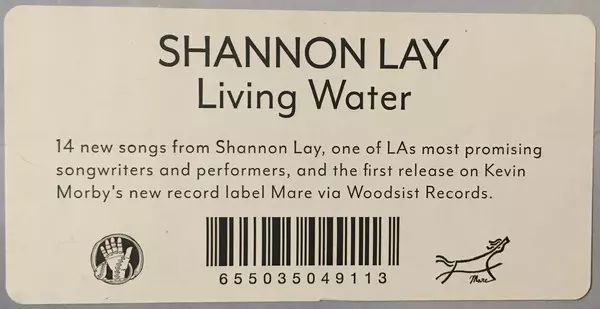 SHANNON LAY
Living Water
14 new songs from Shannon Lay, one of LAs most promising
songwriters and performers, and the first release on Kevin
Morby's new record label Mare via Woodsist Records.
655035049113
Mare